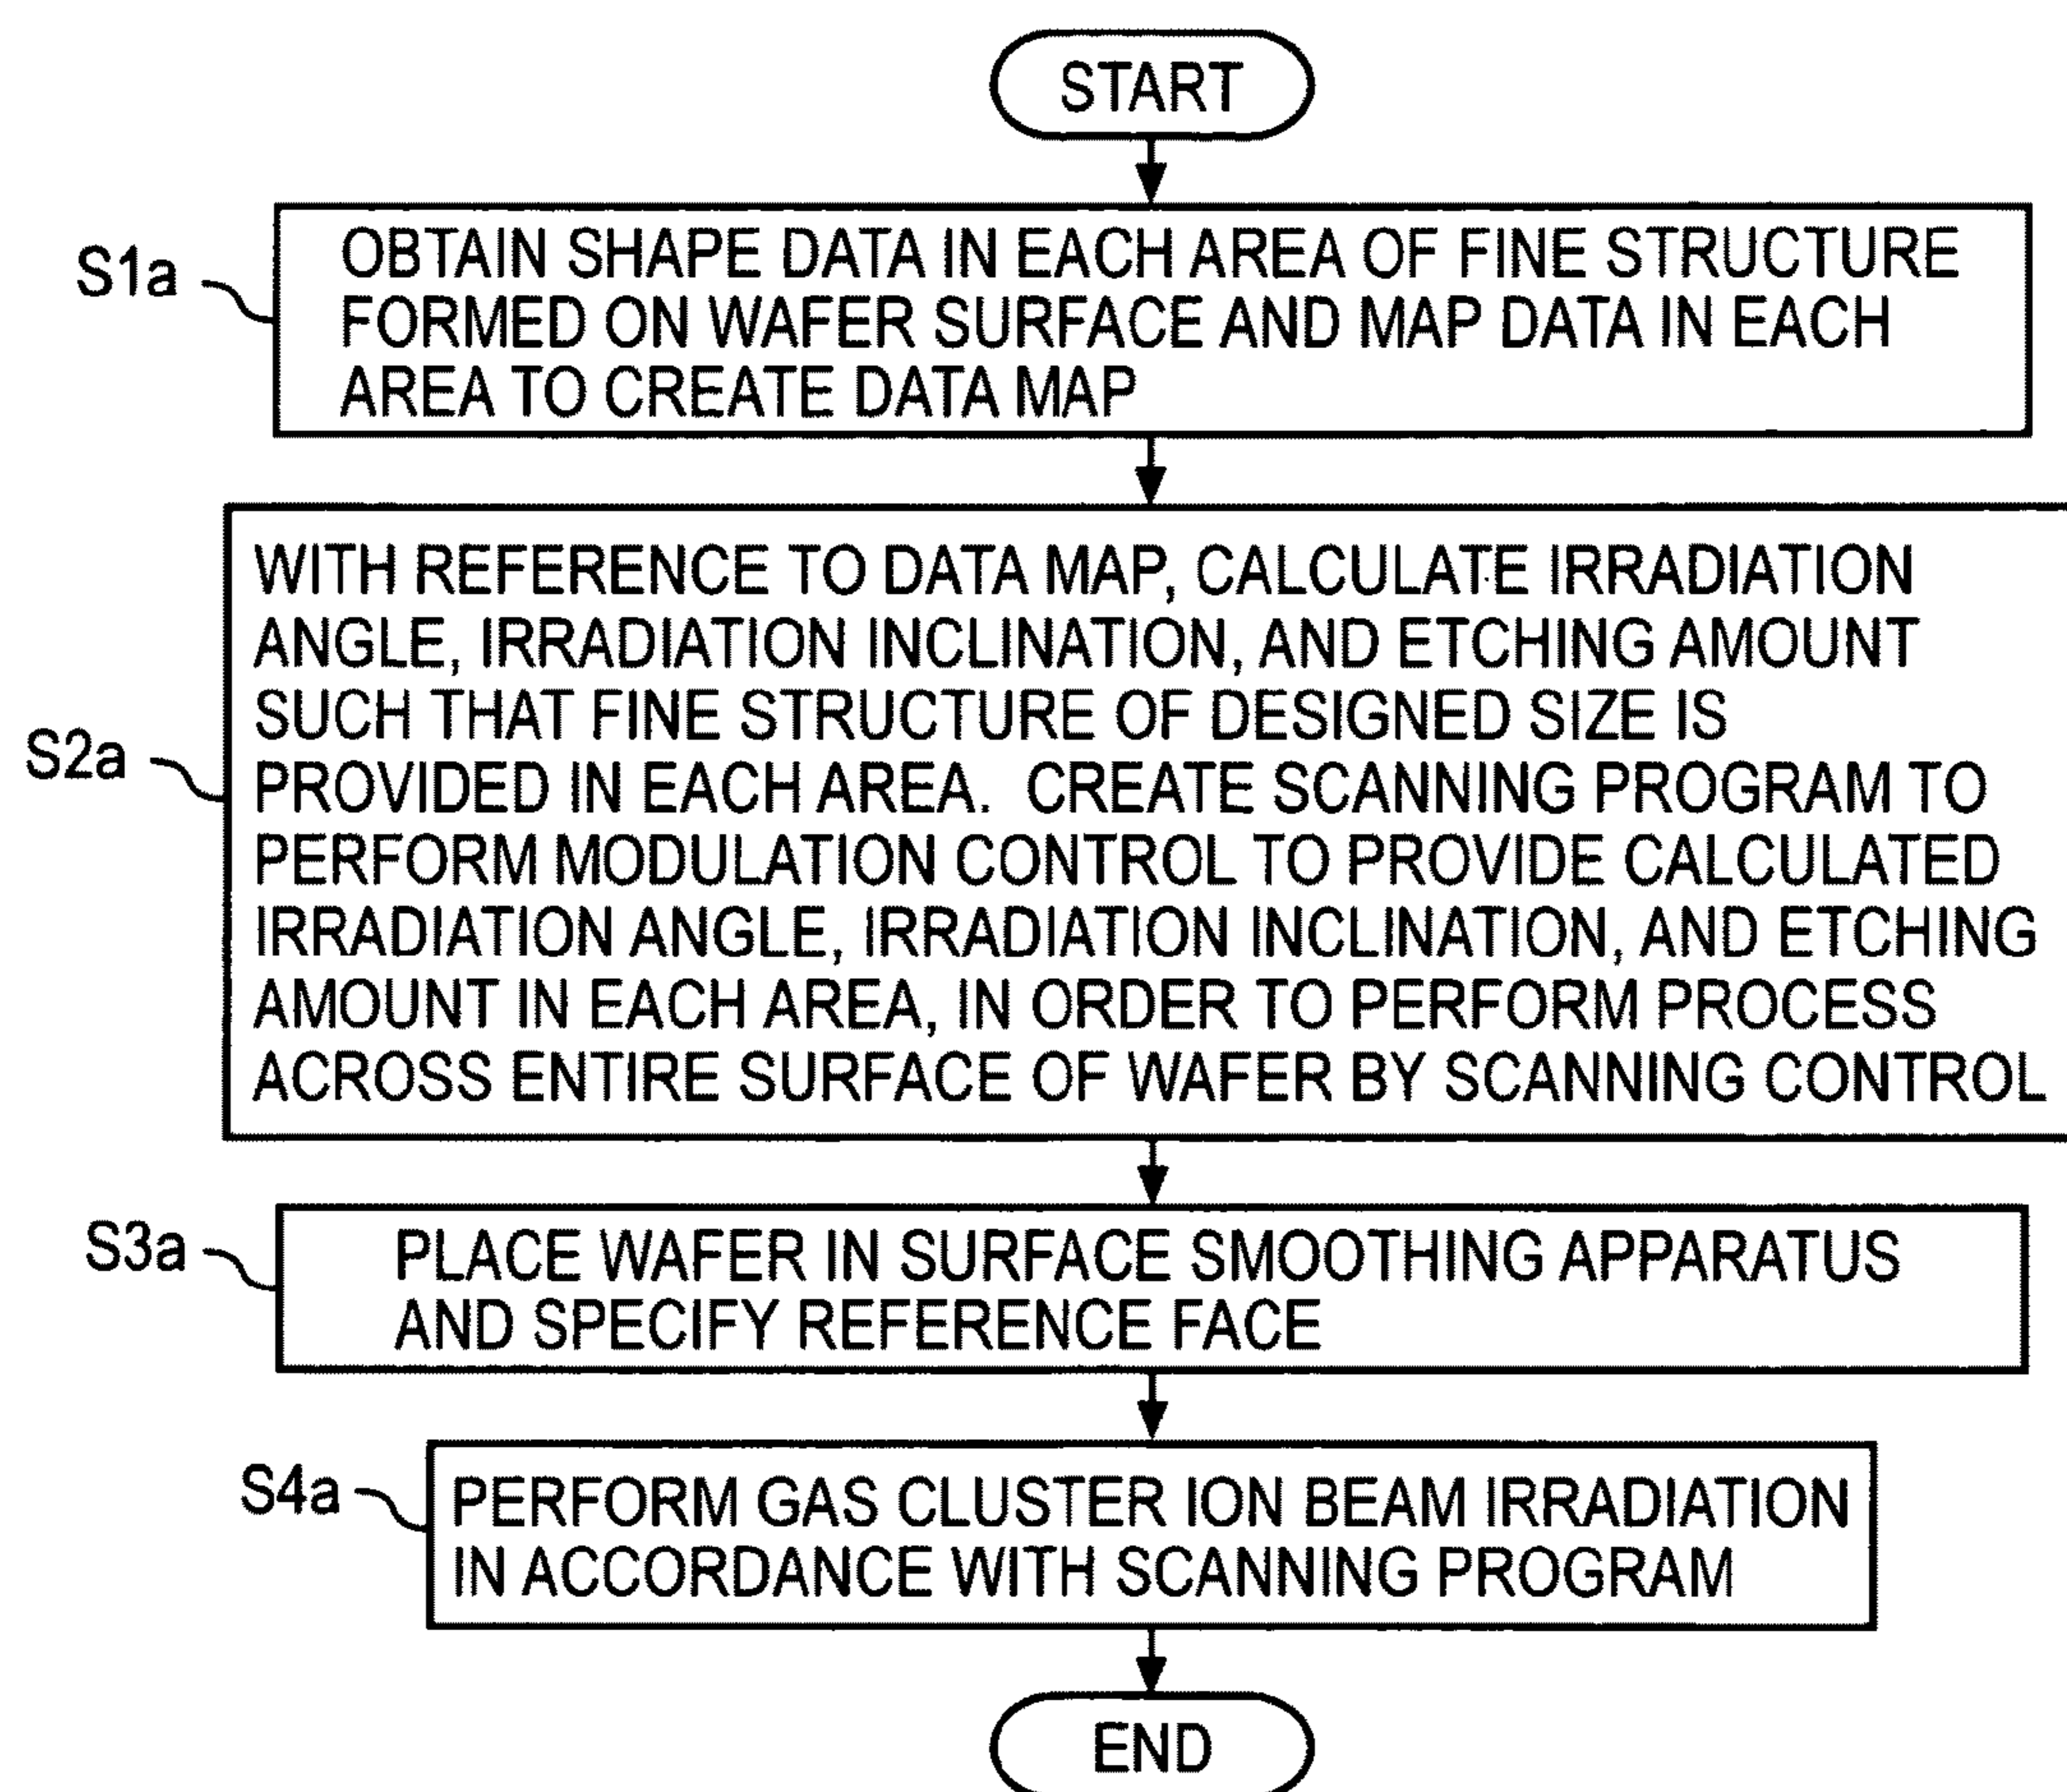 START
S1a
OBTAIN SHAPE DATA IN EACH AREA OF FINE STRUCTURE
FORMED ON WAFER SURFACE AND MAP DATA IN EACH
AREA TO CREATE DATA MAP
S2a
WITH REFERENCE TO DATA MAP, CALCULATE IRRADIATION
ANGLE, IRRADIATION INCLINATION, AND ETCHING AMOUNT
SUCH THAT FINE STRUCTURE OF DESIGNED SIZE IS
PROVIDED IN EACH AREA. CREATE SCANNING PROGRAM TO
PERFORM MODULATION CONTROL TO PROVIDE CALCULATED
IRRADIATION ANGLE, IRRADIATION INCLINATION, AND ETCHING
AMOUNT IN EACH AREA, IN ORDER TO PERFORM PROCESS
ACROSS ENTIRE SURFACE OF WAFER BY SCANNING CONTROL
S3a
PLACE WAFER IN SURFACE SMOOTHING APPARATUS
AND SPECIFY REFERENCE FACE
S4a
PERFORM GAS CLUSTER ION BEAM IRRADIATION
IN ACCORDANCE WITH SCANNING PROGRAM
END